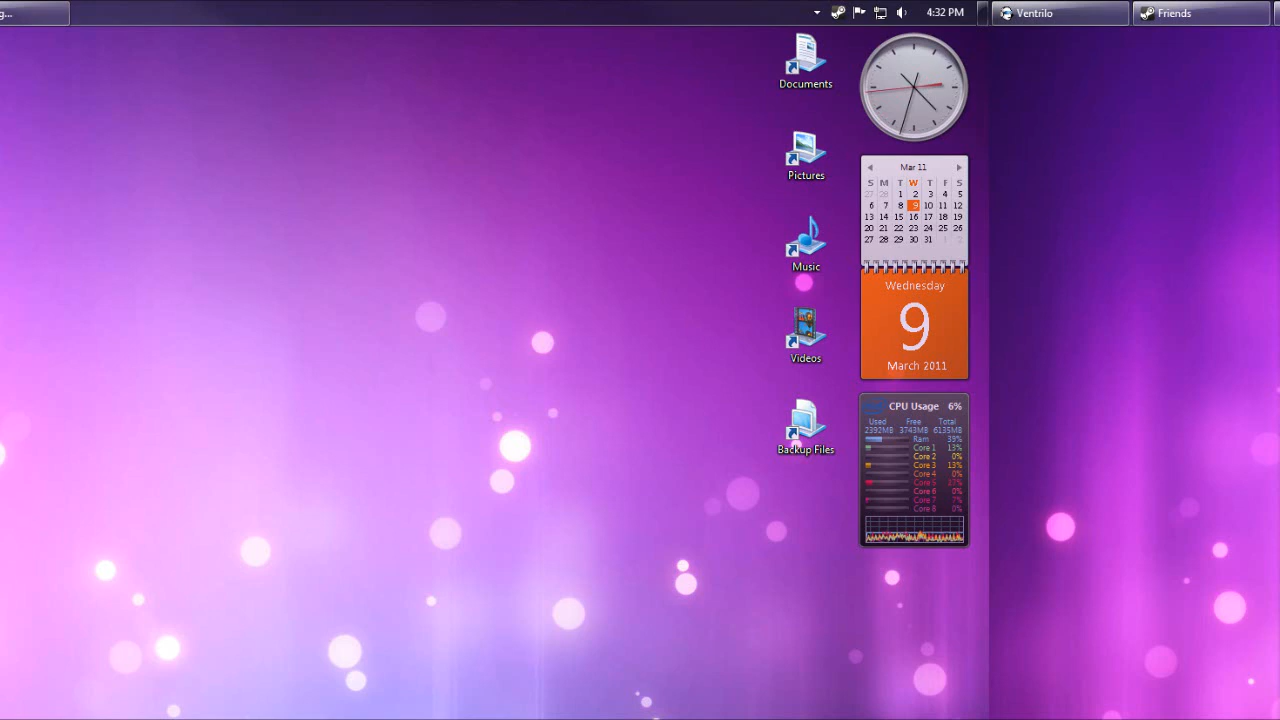 g...
4:32 PM
Ventrilo
Friends
Documents
Pictures
Music
Videos
Backup Files
Mar 11
S M T W T F S
27 28 1 2 3 4 5
6 7 8 9 10 11 12
13 14 15 16 17 18 19
20 21 22 23 24 25 26
27 28 29 30 31 1 2
Wednesday
9
March 2011
CPU Usage 6%
Used Free Total
2392MB 3743MB 6135MB
Ram 39%
Core 1 13%
Core 2 0%
Core 3 13%
Core 4 0%
Core 5
Core 6 0%
Core 7 7%
Core 8 0%